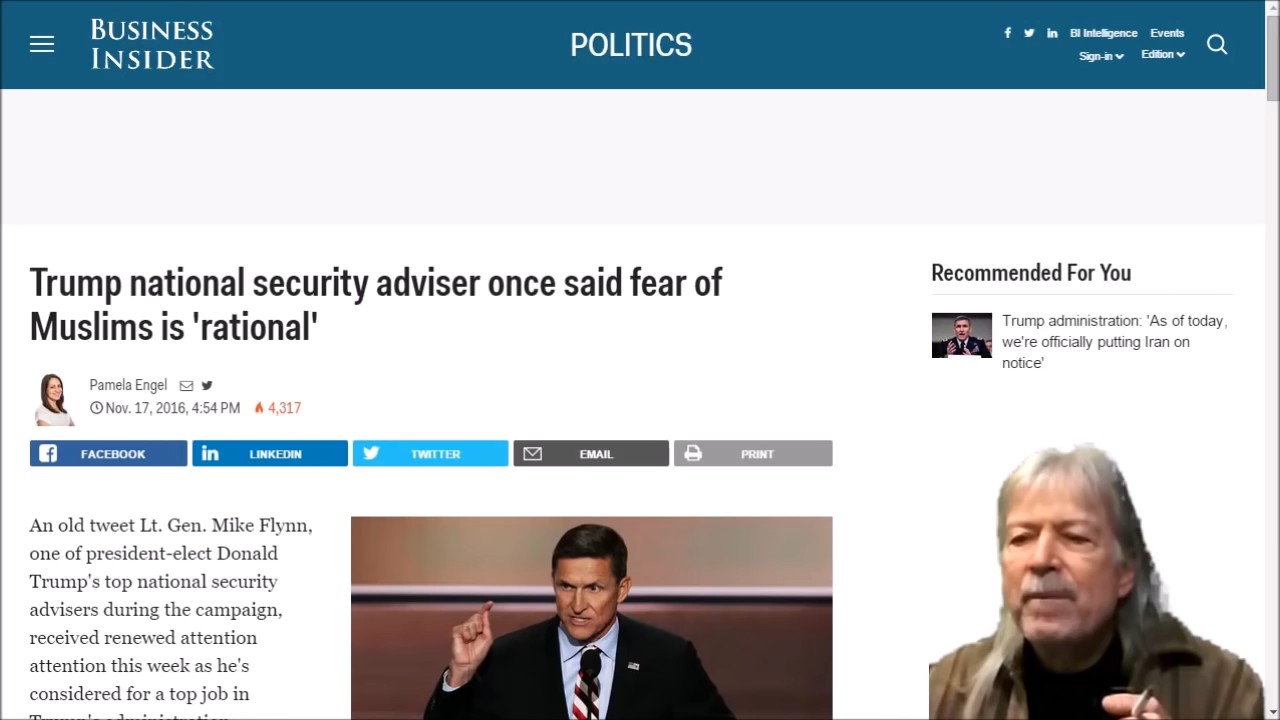 BUSINESS
INSIDER
POLITICS
BI Intelligence Events
Sign-in Edition
Trump national security adviser once said fear of
Muslims is 'rational'
Pamela Engel
Nov. 17, 2016, 4:54 PM 4,317
FACEBOOK
in LINKEDIN
TWITTER
EMAIL
PRINT
An old tweet Lt. Gen. Mike Flynn,
one of president-elect Donald
Trump's top national security
advisers during the campaign,
received renewed attention
attention this week as he's
considered for a top job in
Trump's administration
Recommended For You
Trump administration: 'As of today,
we're officially putting Iran on
notice'